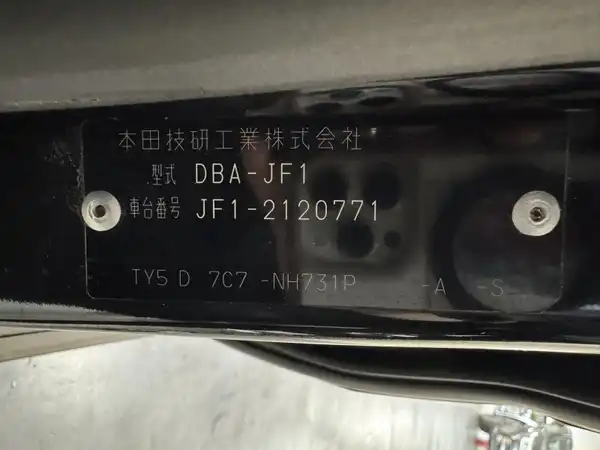 本田技研工業株式会社
型式 DBA-JF1
車台番号 JF1-2120771
TY5 D 7C7 -NH731P -A -S